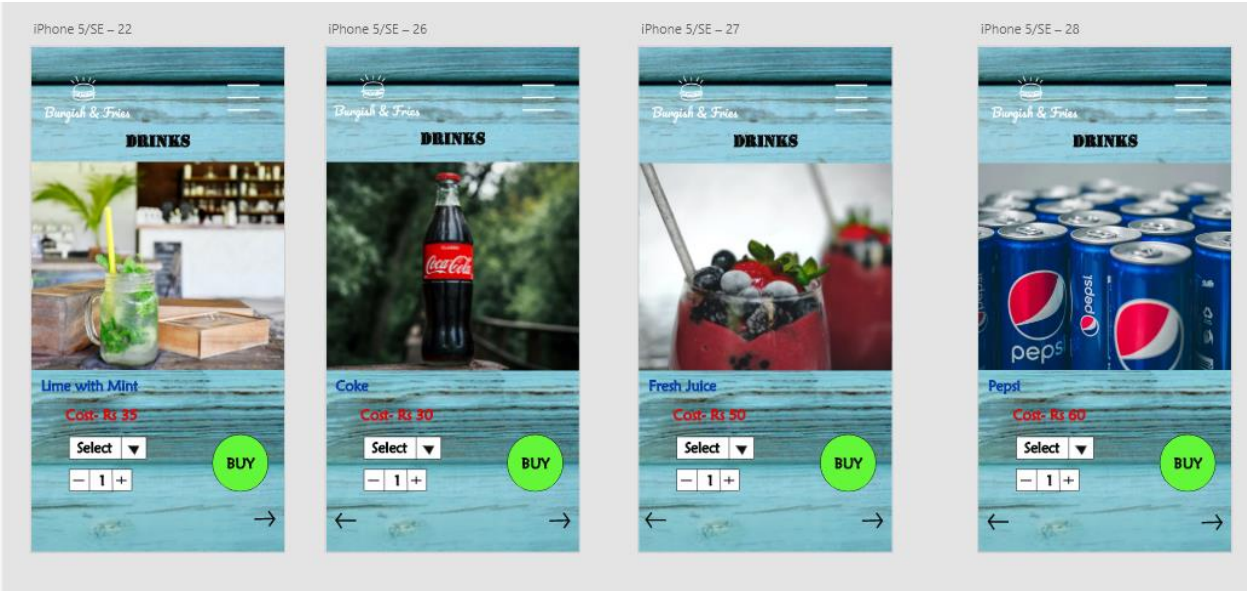 iPhone 5/SE – 22
Burgish & Fries
DRINKS
Lime with Mint
Cost- Rs 35
Select
1
BUY
iPhone 5/SE – 26
Burgish & Fries
DRINKS
Coca-Cola
Coke
Cost- Rs 30
Select
1
BUY
iPhone 5/SE – 27
Burgish & Fries
DRINKS
Fresh Juice
Cost- Rs 50
Select
1
BUY
iPhone 5/SE – 28
Burgish & Fries
DRINKS
pepsi
pepsi
Pepsi
Cost- Rs 60
Select
1
BUY